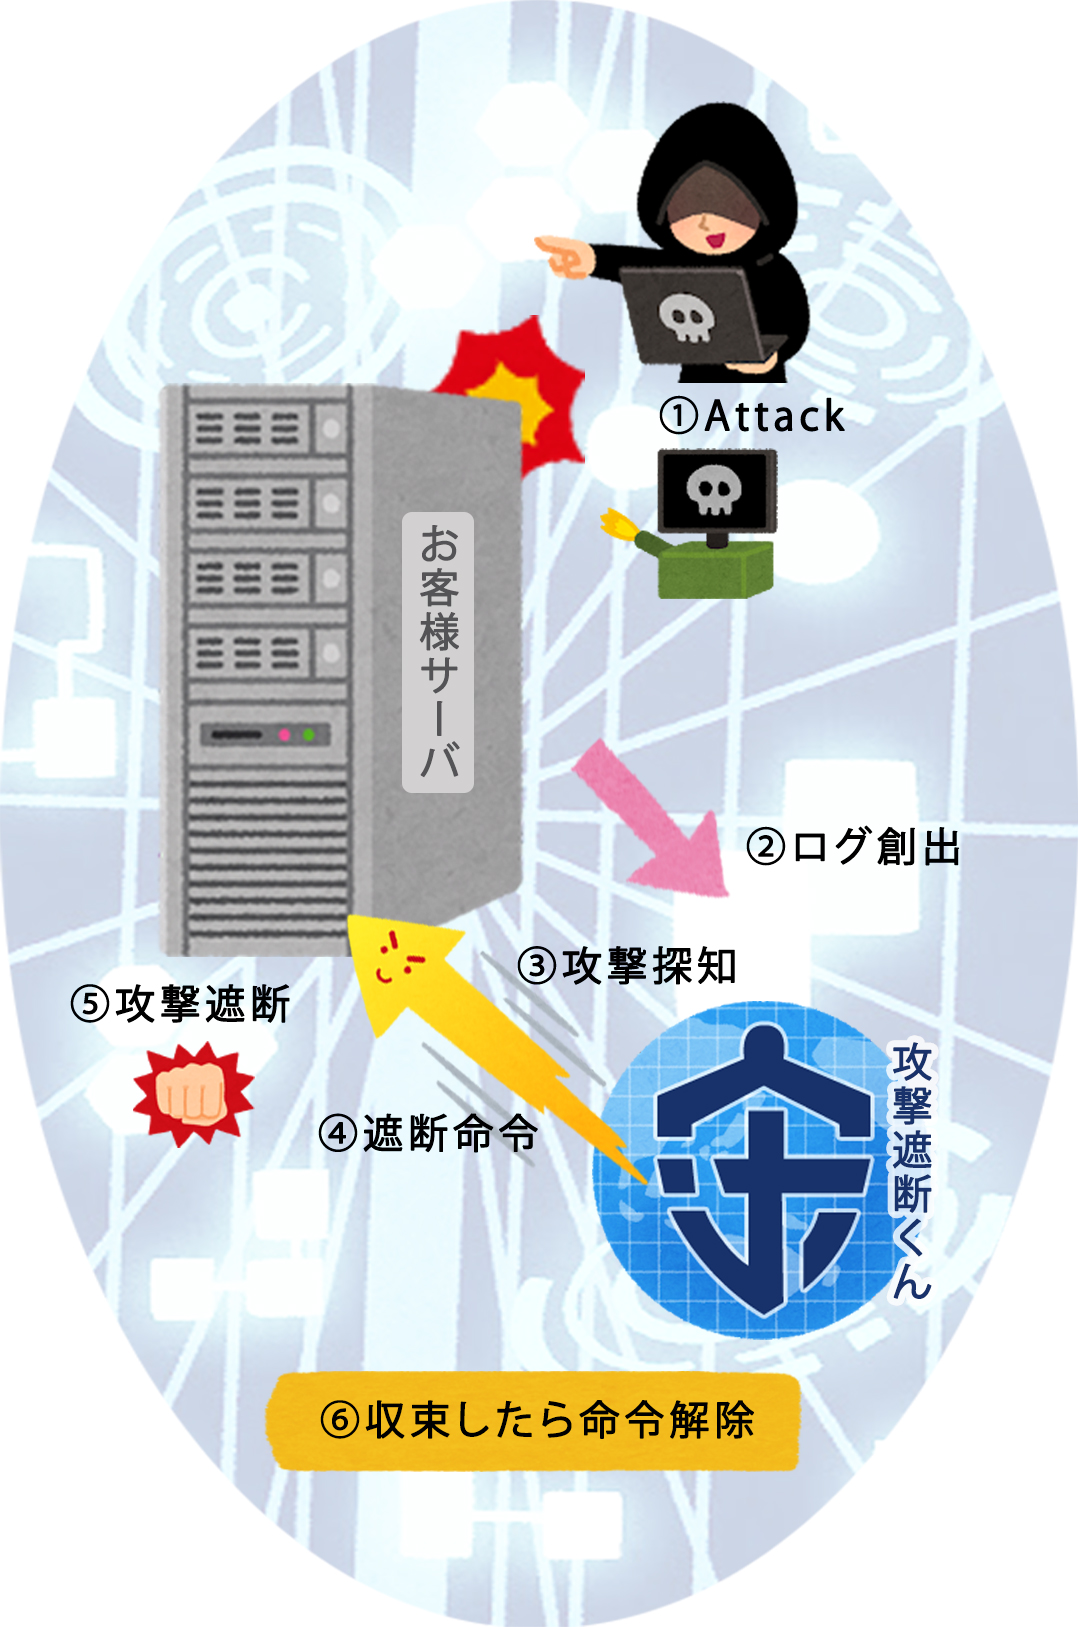 ①Attack
お客様サーバ
②ログ創出
③攻撃探知
⑤攻撃遮断
攻撃遮断くん
④遮断命令
⑥収束したら命令解除